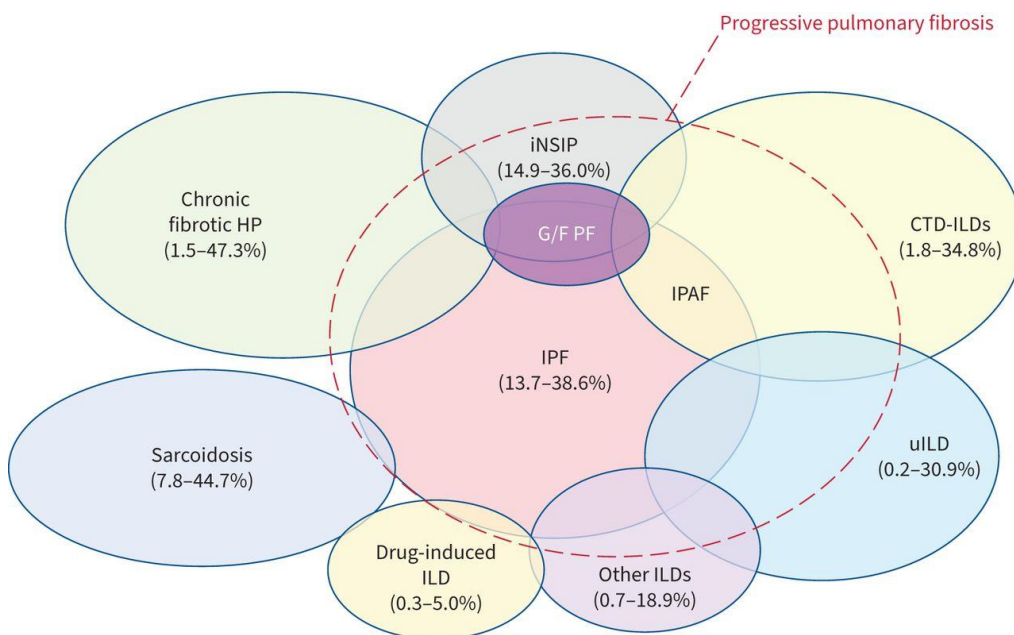 Progressive pulmonary fibrosis
iNSIP
(14.9–36.0%)
Chronic
fibrotic HP
(1.5–47.3%)
G/F PF
CTD-ILDs
(1.8–34.8%)
IPAF
IPF
(13.7–38.6%)
Sarcoidosis
(7.8–44.7%)
uILD
(0.2–30.9%)
Drug-induced
ILD
(0.3–5.0%)
Other ILDs
(0.7–18.9%)